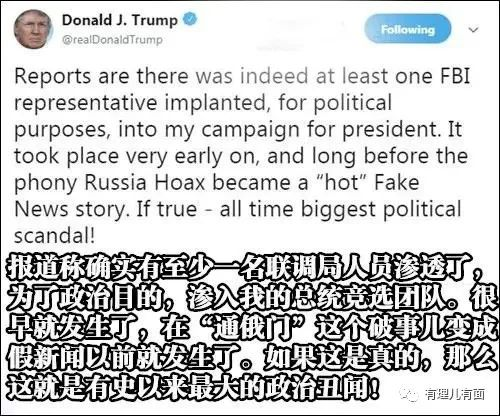 Donald J. Trump
@realDonaldTrump
Following
Reports are there was indeed at least one FBI
representative implanted, for political
purposes, into my campaign for president. It
took place very early on, and long before the
phony Russia Hoax became a “hot” Fake
News story. If true - all time biggest political
scandal!
报道称确实有至少一名联调局人员渗透了，
为了政治目的，渗入我的总统竞选团队。很
早就发生了，在“通俄门”这个破事儿变成
假新闻以前就发生了。如果这是真的，那么
这就是有史以来最大的政治丑闻！
有理儿有面